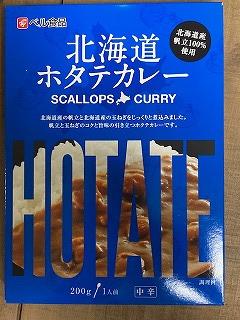 ベル食品
北海道産
帆立100%
使用
北海道
ホタテカレー
SCALLOPS CURRY
北海道産の帆立と北海道産の玉ねぎをじっくりと煮込みました。
帆立と玉ねぎのコクと旨味の引き立つホタテカレーです。
HOTATE
調理例
200g/1人前
中辛